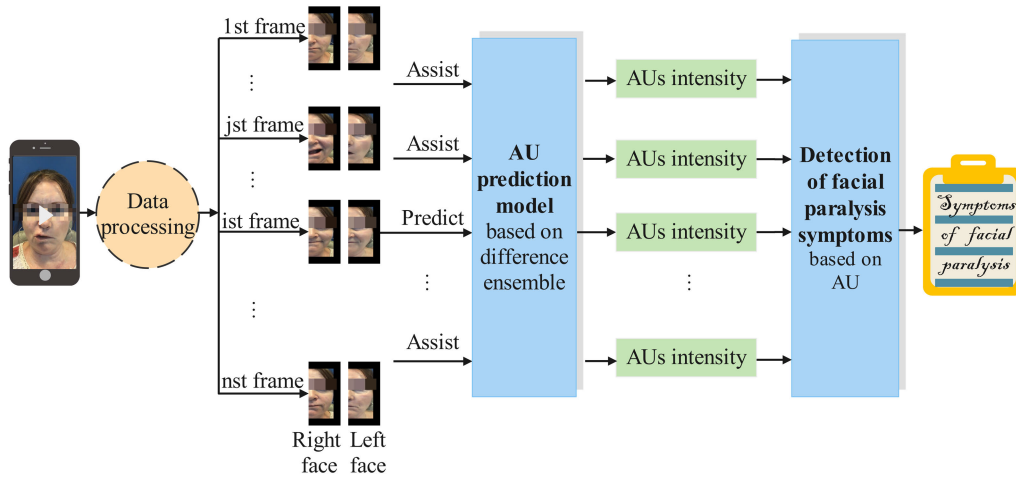 1st frame
⋮
jst frame
⋮
ist frame
⋮
nst frame
Right
face
Left
face
Data
processing
Assist
Assist
Predict
⋮
Assist
AU
prediction
model
based on
difference
ensemble
AUs intensity
AUs intensity
AUs intensity
⋮
AUs intensity
Detection
of facial
paralysis
symptoms
based on
AU
Symptoms
of facial
paralysis